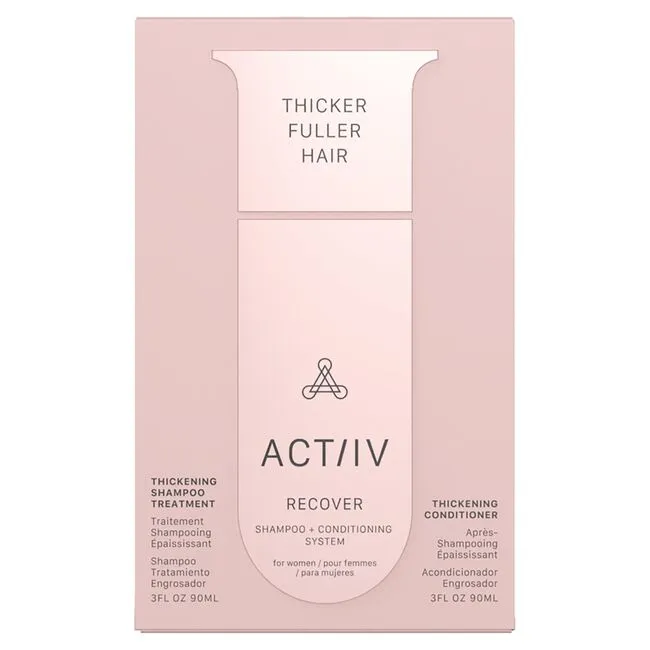 THICKER
FULLER
HAIR
ACT/IV
RECOVER
SHAMPOO + CONDITIONING
SYSTEM
for women / pour femmes
/ para mujeres
THICKENING
SHAMPOO
TREATMENT
Traitement
Shampooing
Épaississant
Shampoo
Tratamiento
Engrosador
3FL OZ 90ML
THICKENING
CONDITIONER
Après-
Shampooing
Épaississant
Acondicionador
Engrosador
3FL OZ 90ML